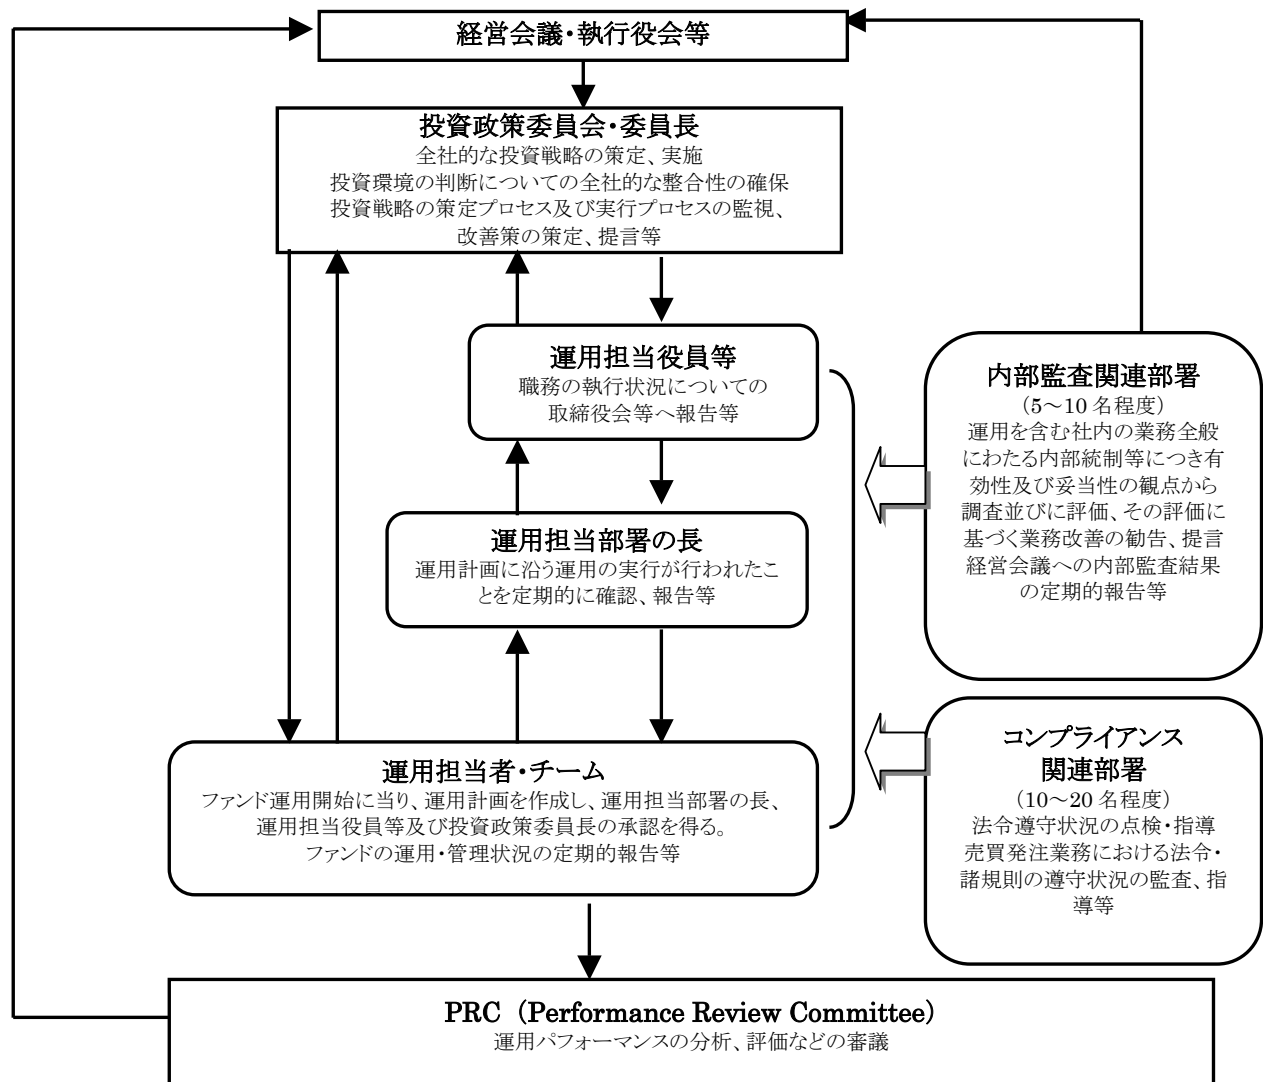 経営会議・執行役会等
投資政策委員会・委員長
全社的な投資戦略の策定、実施
投資環境の判断についての全社的な整合性の確保
投資戦略の策定プロセス及び実行プロセスの監視、
改善策の策定、提言等
運用担当役員等
職務の執行状況についての
取締役会等へ報告等
運用担当部署の長
運用計画に沿う運用の実行が行われたこ
とを定期的に確認、報告等
運用担当者・チーム
ファンド運用開始に当り、運用計画を作成し、運用担当部署の長、
運用担当役員等及び投資政策委員長の承認を得る。
ファンドの運用・管理状況の定期的報告等
内部監査関連部署
（5～10 名程度）
運用を含む社内の業務全般
にわたる内部統制等につき有
効性及び妥当性の観点から
調査並びに評価、その評価に
基づく業務改善の勧告、提言
経営会議への内部監査結果
の定期的報告等
コンプライアンス
関連部署
（10～20 名程度）
法令遵守状況の点検・指導
売買発注業務における法令・
諸規則の遵守状況の監査、指
導等
PRC（Performance Review Committee）
運用パフォーマンスの分析、評価などの審議